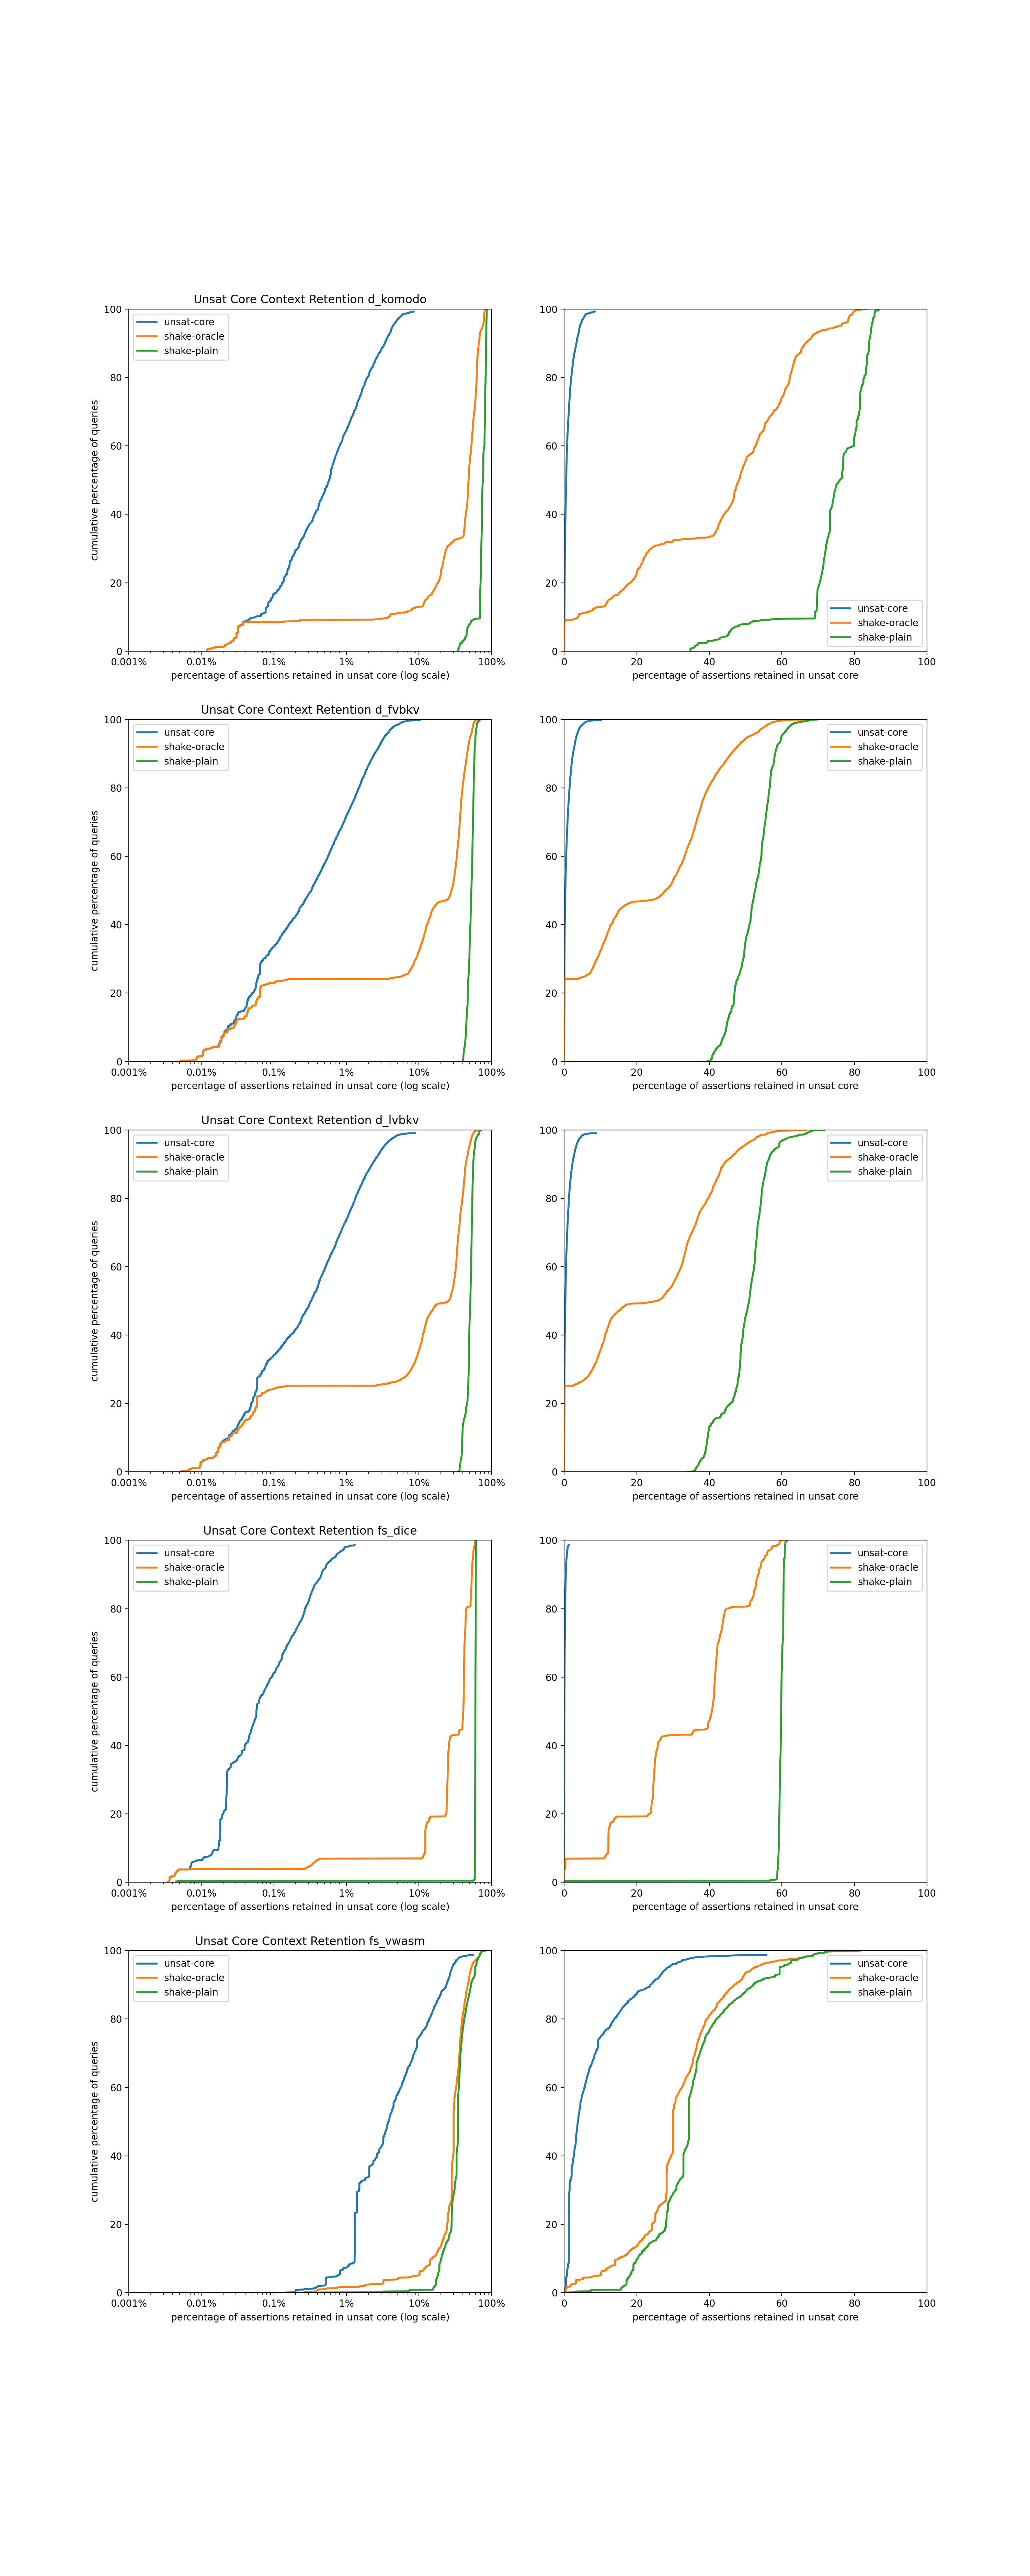 Unsat Core Context Retention d_komodo
100
80
60
40
20
0
cumulative percentage of queries
unsat-core
shake-oracle
shake-plain
0.001% 0.01% 0.1% 1% 10% 100%
percentage of assertions retained in unsat core (log scale)
100
80
60
40
20
0
unsat-core
shake-oracle
shake-plain
0 20 40 60 80 100
percentage of assertions retained in unsat core
Unsat Core Context Retention d_fvbkv
100
80
60
40
20
0
cumulative percentage of queries
unsat-core
shake-oracle
shake-plain
0.001% 0.01% 0.1% 1% 10% 100%
percentage of assertions retained in unsat core (log scale)
100
80
60
40
20
0
unsat-core
shake-oracle
shake-plain
0 20 40 60 80 100
percentage of assertions retained in unsat core
Unsat Core Context Retention d_lvbkv
100
80
60
40
20
0
cumulative percentage of queries
unsat-core
shake-oracle
shake-plain
0.001% 0.01% 0.1% 1% 10% 100%
percentage of assertions retained in unsat core (log scale)
100
80
60
40
20
0
unsat-core
shake-oracle
shake-plain
0 20 40 60 80 100
percentage of assertions retained in unsat core
Unsat Core Context Retention fs_dice
100
80
60
40
20
0
cumulative percentage of queries
unsat-core
shake-oracle
shake-plain
0.001% 0.01% 0.1% 1% 10% 100%
percentage of assertions retained in unsat core (log scale)
100
80
60
40
20
0
unsat-core
shake-oracle
shake-plain
0 20 40 60 80 100
percentage of assertions retained in unsat core
Unsat Core Context Retention fs_vwasm
100
80
60
40
20
0
cumulative percentage of queries
unsat-core
shake-oracle
shake-plain
0.001% 0.01% 0.1% 1% 10% 100%
percentage of assertions retained in unsat core (log scale)
100
80
60
40
20
0
unsat-core
shake-oracle
shake-plain
0 20 40 60 80 100
percentage of assertions retained in unsat core